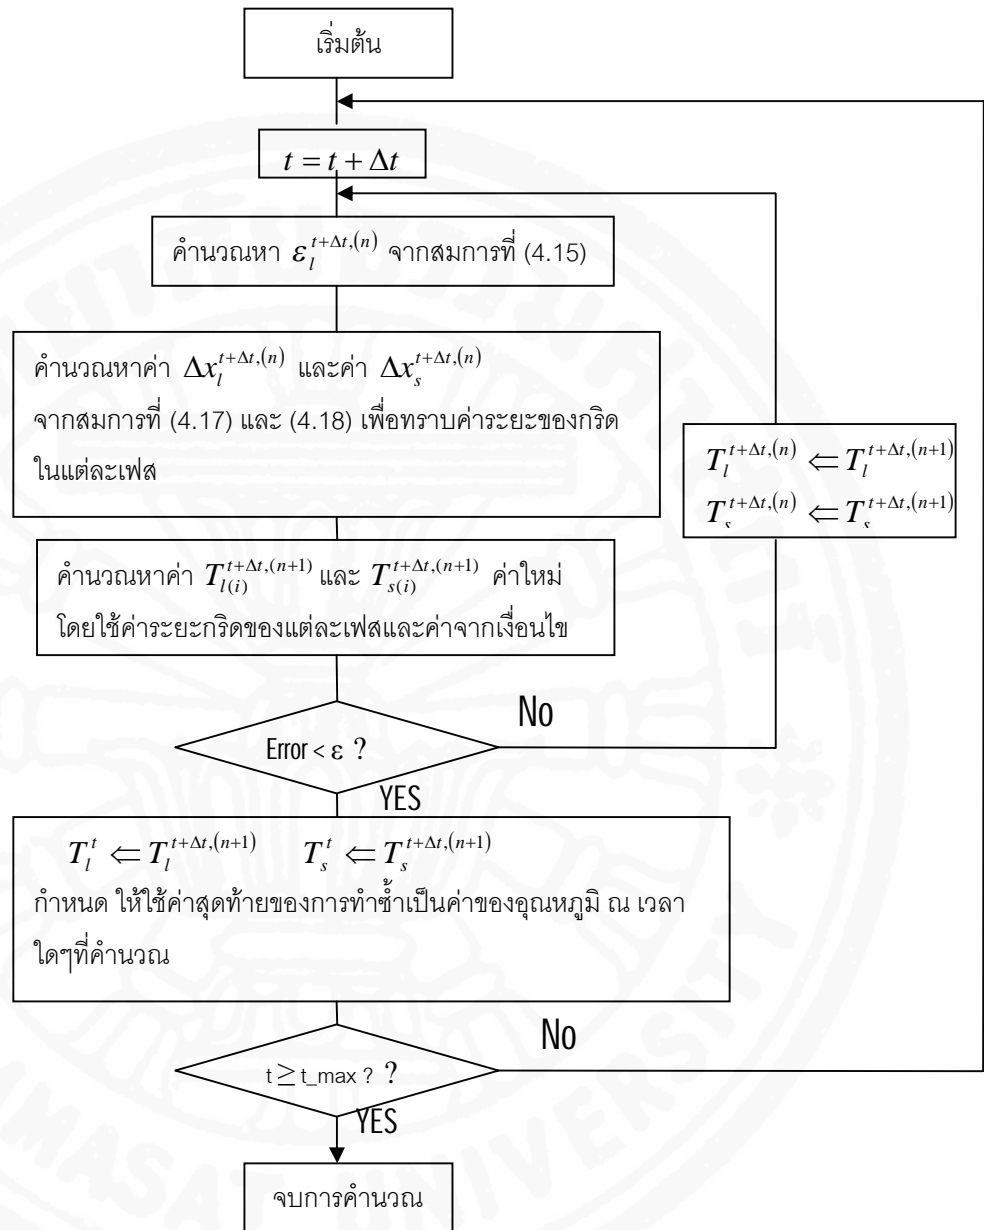 เริ่มต้น
t = t + Δt
คำนวณหา ε_l^{t+Δt,(n)} จากสมการที่ (4.15)
คำนวณหาค่า Δx_l^{t+Δt,(n)} และค่า Δx_s^{t+Δt,(n)}
จากสมการที่ (4.17) และ (4.18) เพื่อทราบค่าระยะของกริด
ในแต่ละเฟส
T_l^{t+Δt,(n)} ⇐ T_l^{t+Δt,(n+1)}
T_s^{t+Δt,(n)} ⇐ T_s^{t+Δt,(n+1)}
คำนวณหาค่า T_{l(i)}^{t+Δt,(n+1)} และ T_{s(i)}^{t+Δt,(n+1)} ค่าใหม่
โดยใช้ค่าระยะกริดของแต่ละเฟสและค่าจากเงื่อนไข
No
Error < ε ?
YES
T_l^t ⇐ T_l^{t+Δt,(n+1)} T_s^t ⇐ T_s^{t+Δt,(n+1)}
กำหนด ให้ใช้ค่าสุดท้ายของการทำซ้ำเป็นค่าของอุณหภูมิ ณ เวลา
ใดๆที่คำนวณ
No
t ≥ t_max ? ?
YES
จบการคำนวณ
MASAT UNIVERSITY